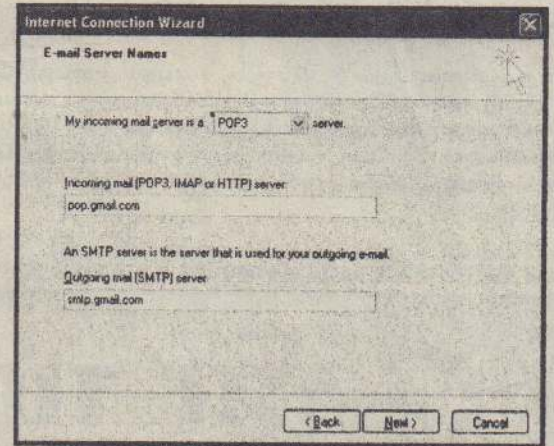 Internet Connection Wizard
E-mail Server Names
My incoming mail server is a POP3 server.
Incoming mail (POP3, IMAP or HTTP) server:
pop.gmail.com
An SMTP server is the server that is used for your outgoing e-mail.
Outgoing mail (SMTP) server
smtp.gmail.com
< Back Next > Cancel